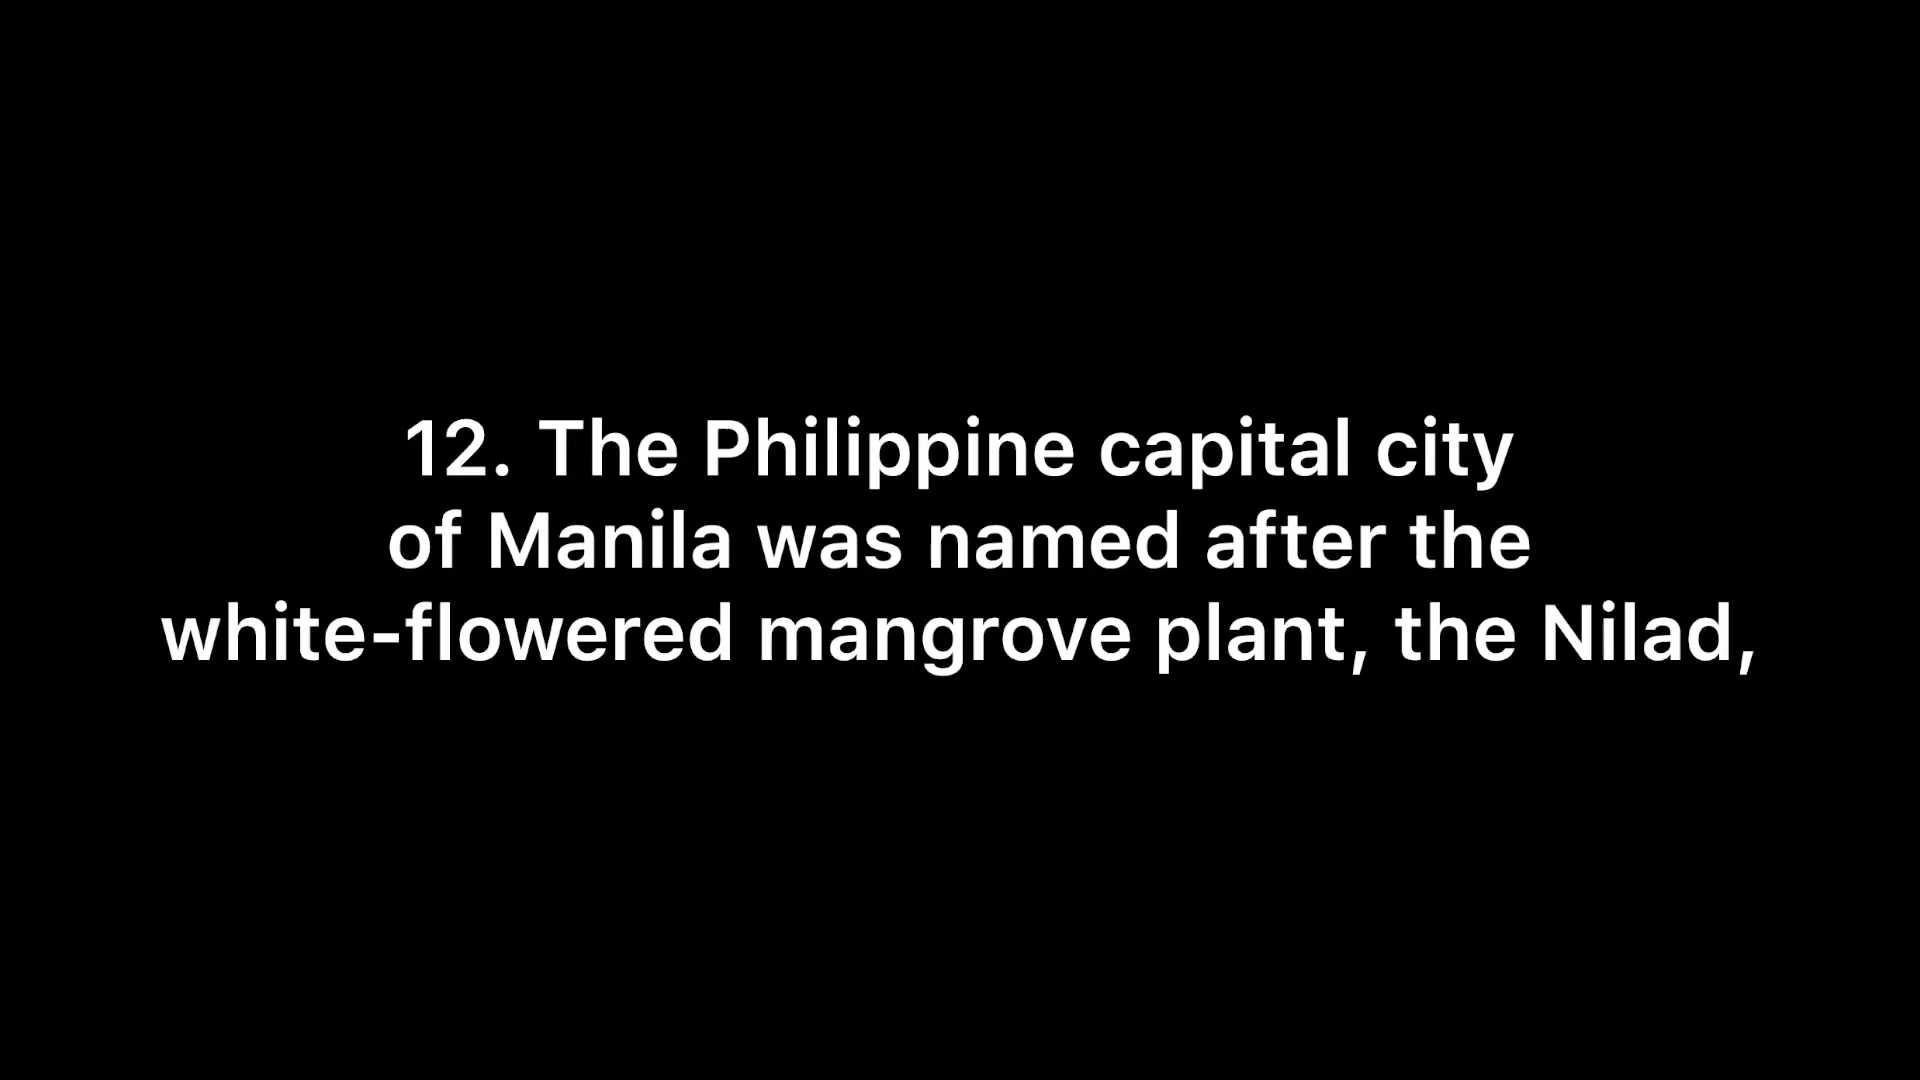 12. The Philippine capital city
of Manila was named after the
white-flowered mangrove plant, the Nilad,